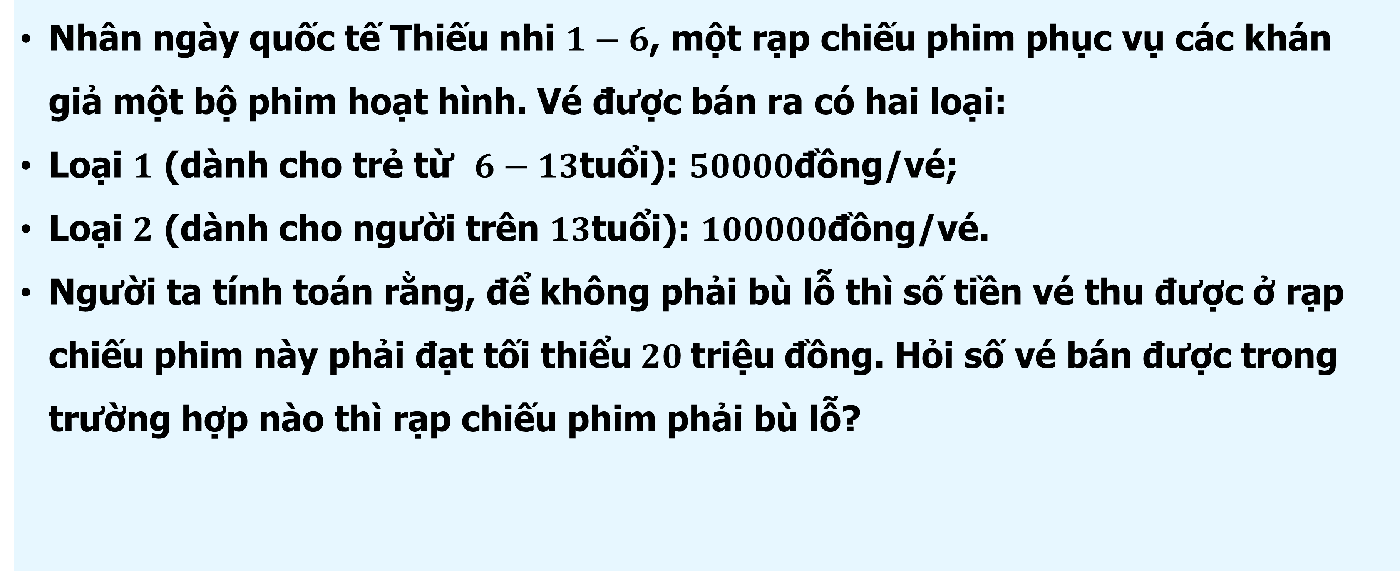 • Nhân ngày quốc tế Thiếu nhi 1 – 6, một rạp chiếu phim phục vụ các khán
giả một bộ phim hoạt hình. Vé được bán ra có hai loại:
• Loại 1 (dành cho trẻ từ 6 – 13tuổi): 50000đồng/vé;
• Loại 2 (dành cho người trên 13tuổi): 100000đồng/vé.
• Người ta tính toán rằng, để không phải bù lỗ thì số tiền vé thu được ở rạp
chiếu phim này phải đạt tối thiểu 20 triệu đồng. Hỏi số vé bán được trong
trường hợp nào thì rạp chiếu phim phải bù lỗ?